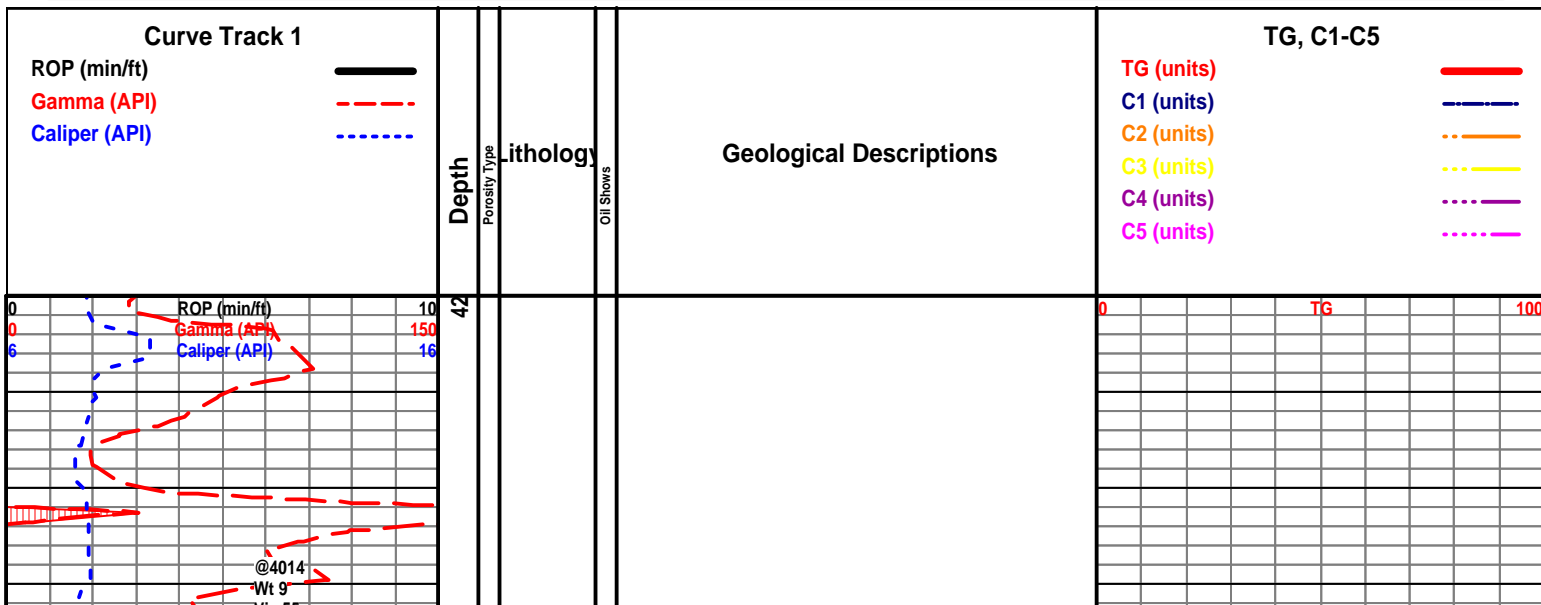 Curve Track 1
ROP (min/ft)
Gamma (API)
Caliper (API)
Depth
Porosity Type
Lithology
Oil Shows
Geological Descriptions
TG, C1-C5
TG (units)
C1 (units)
C2 (units)
C3 (units)
C4 (units)
C5 (units)
0 ROP (min/ft) 10
0 Gamma (API) 150
6 Caliper (API) 16
42
0 TG 100
@4014
Wt 9